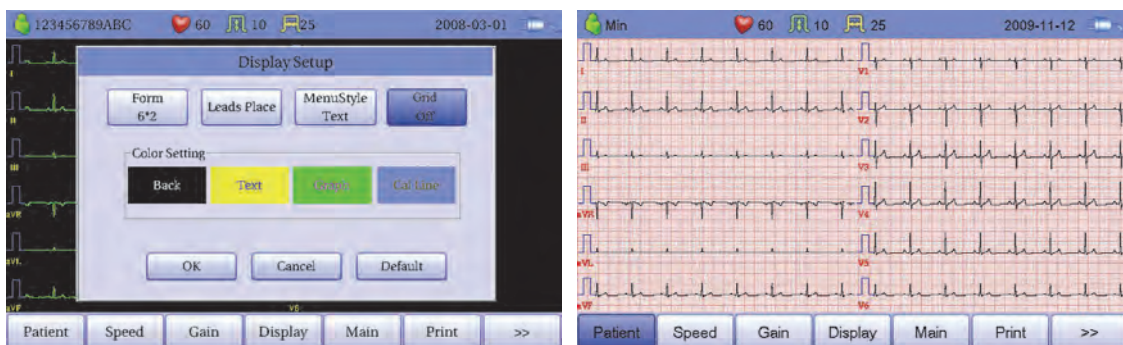 123456789ABC 60 10 25 2008-03-01
Display Setup
Form
6*2
Leads Place
MenuStyle
Text
Grid
Off
Color Setting
Back Text Graph Cal Line
OK Cancel Default
I
II
III
aVR
aVL
aVF
V6
Patient Speed Gain Display Main Print >>
Min 60 10 25 2009-11-12
I V1
II V2
III V3
aVR V4
aVL V5
aVF V6
Patient Speed Gain Display Main Print >>